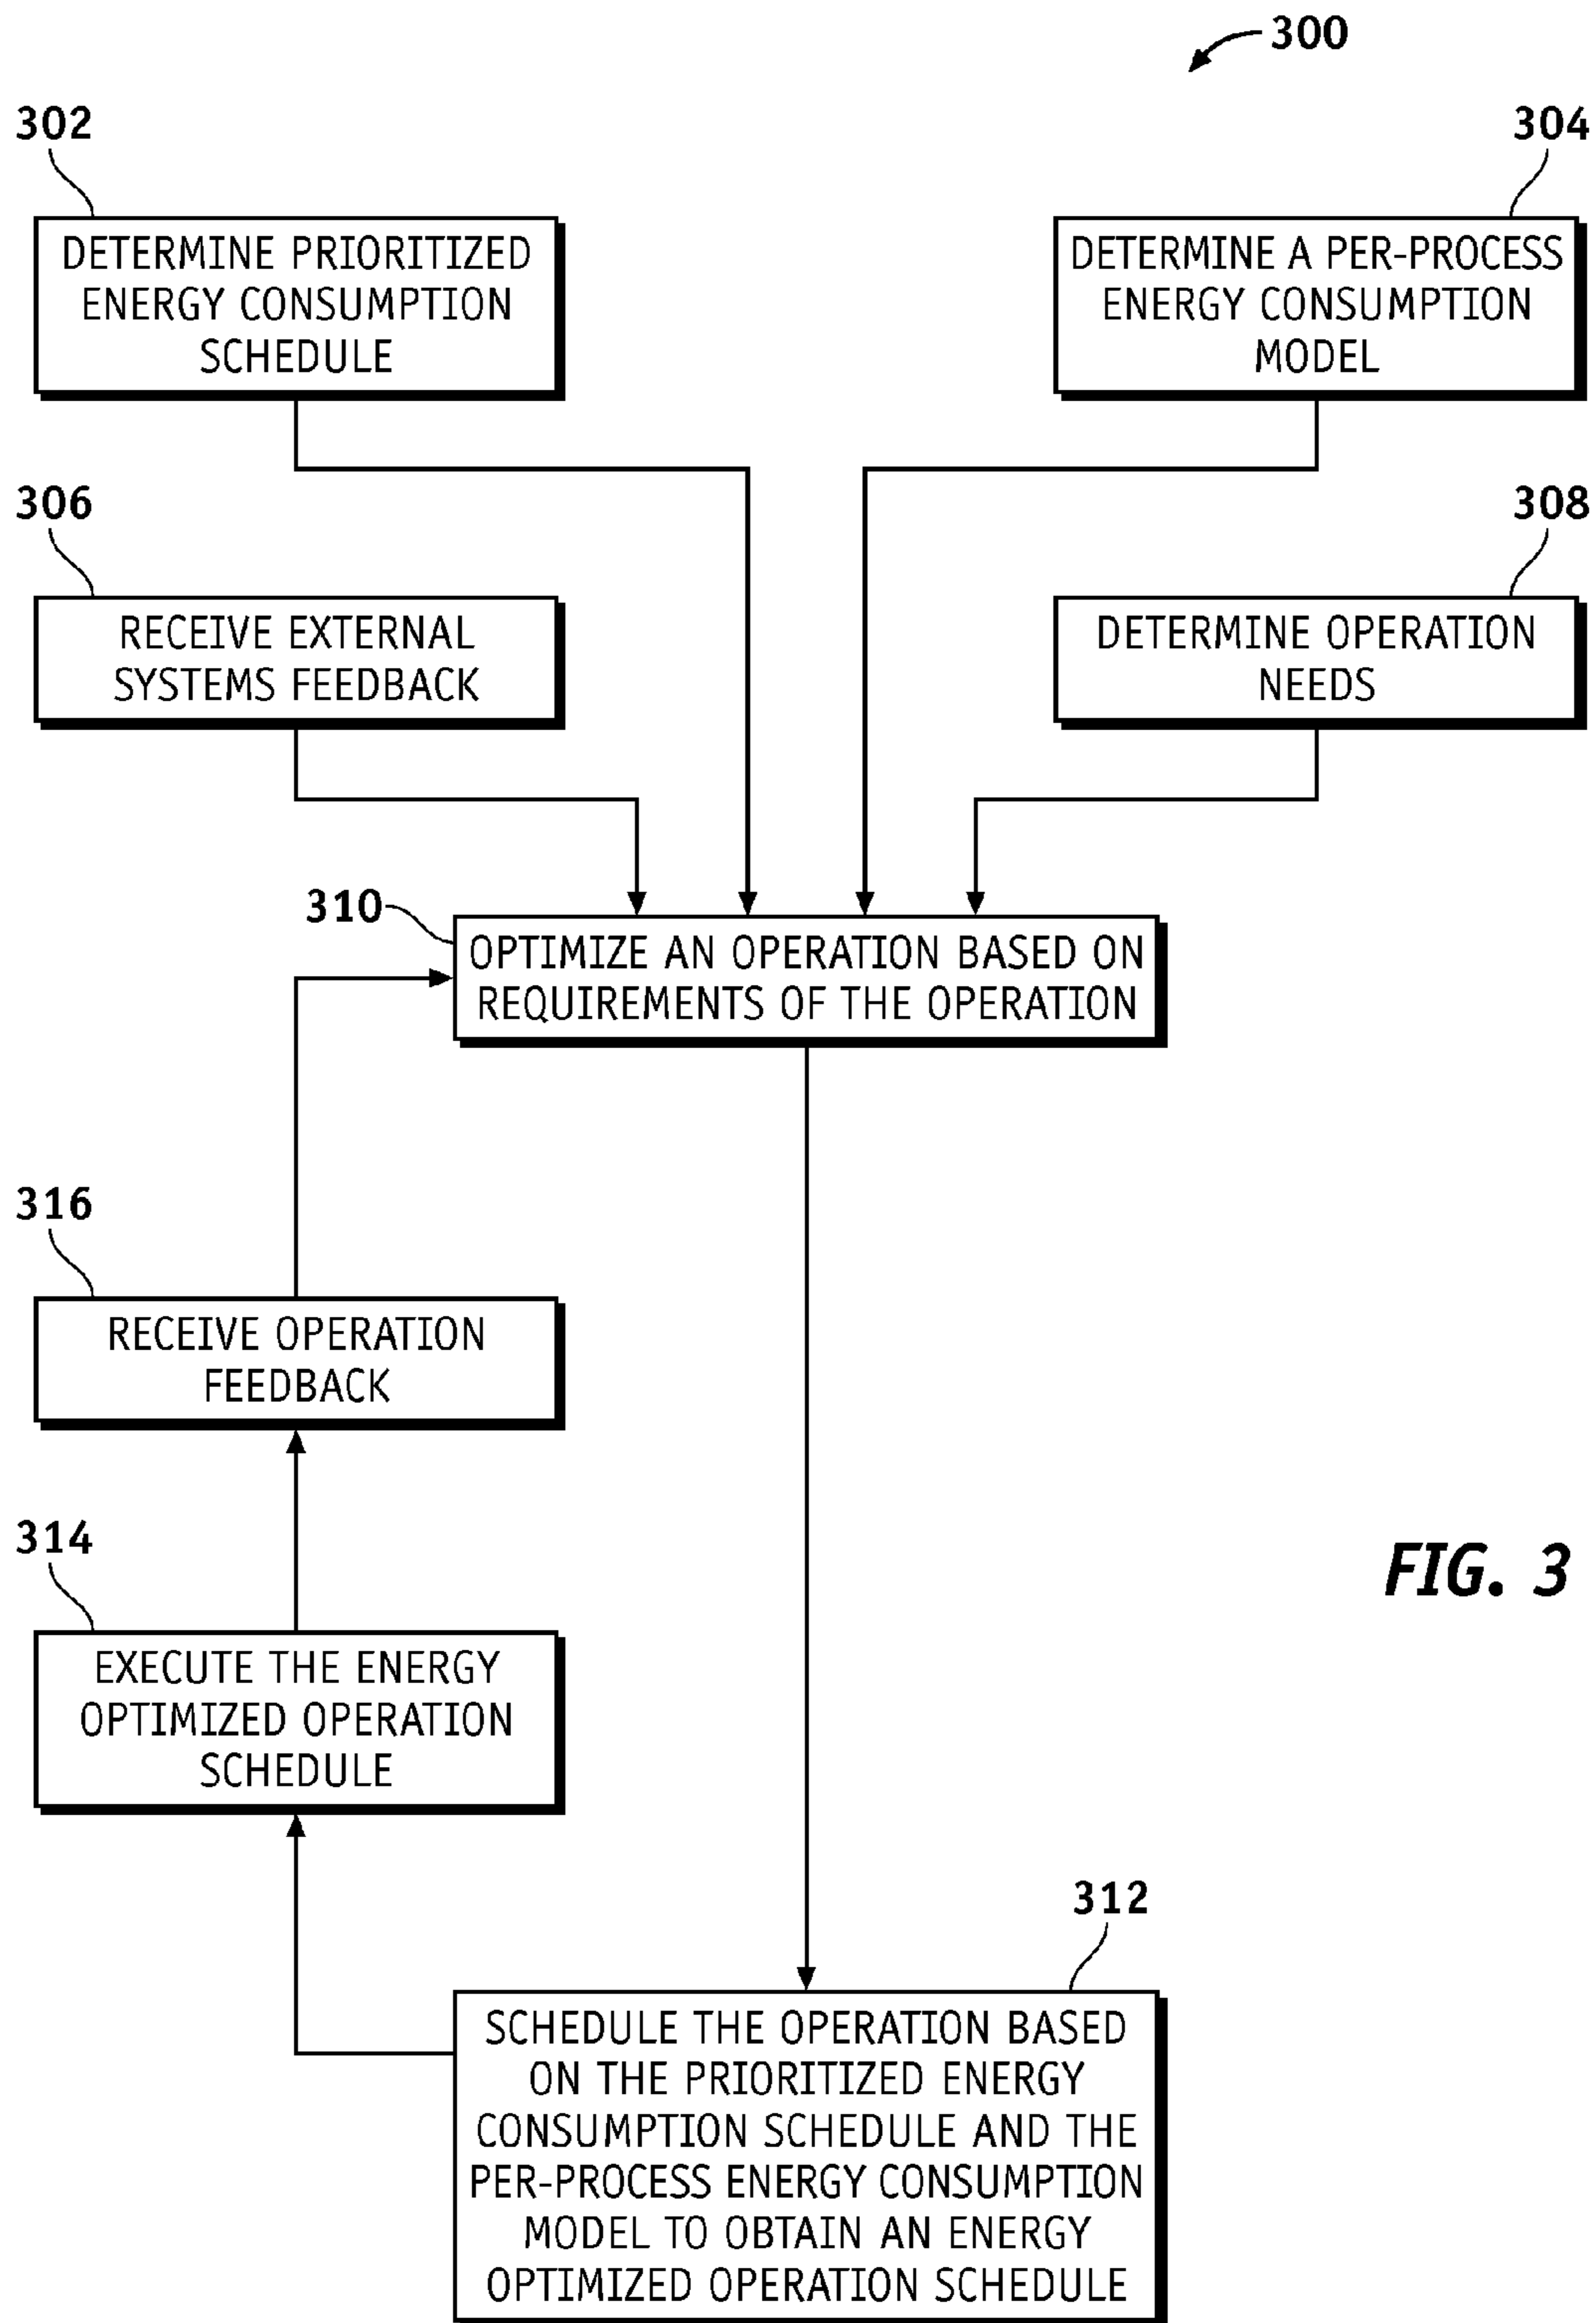 300
302
304
DETERMINE PRIORITIZED
ENERGY CONSUMPTION
SCHEDULE
DETERMINE A PER-PROCESS
ENERGY CONSUMPTION
MODEL
306
308
RECEIVE EXTERNAL
SYSTEMS FEEDBACK
DETERMINE OPERATION
NEEDS
310
OPTIMIZE AN OPERATION BASED ON
REQUIREMENTS OF THE OPERATION
316
RECEIVE OPERATION
FEEDBACK
314
EXECUTE THE ENERGY
OPTIMIZED OPERATION
SCHEDULE
FIG. 3
312
SCHEDULE THE OPERATION BASED
ON THE PRIORITIZED ENERGY
CONSUMPTION SCHEDULE AND THE
PER-PROCESS ENERGY CONSUMPTION
MODEL TO OBTAIN AN ENERGY
OPTIMIZED OPERATION SCHEDULE